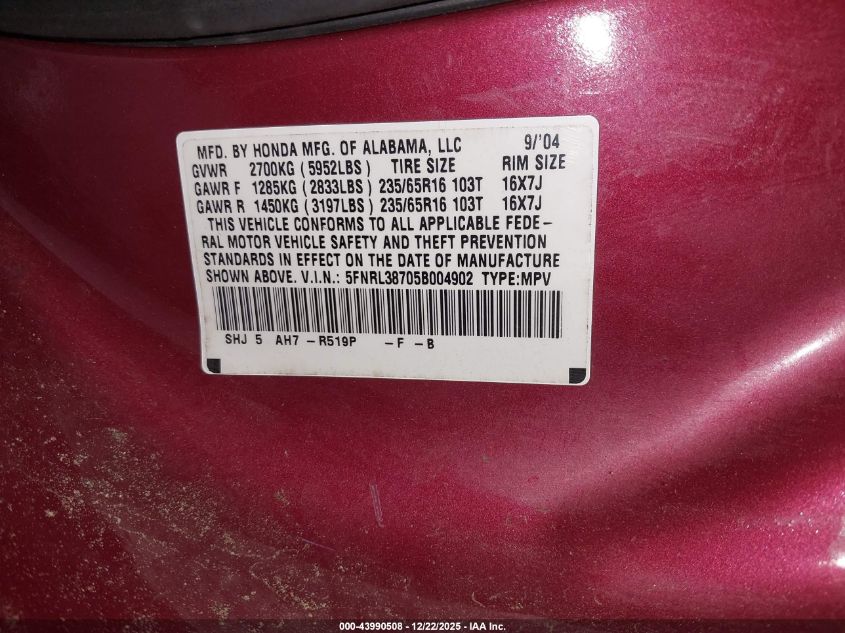 MFD. BY HONDA MFG. OF ALABAMA, LLC 9/'04
GVWR 2700KG (5952LBS) TIRE SIZE RIM SIZE
GAWR F 1285KG (2833LBS) 235/65R16 103T 16X7J
GAWR R 1450KG (3197LBS) 235/65R16 103T 16X7J
THIS VEHICLE CONFORMS TO ALL APPLICABLE FEDE-
RAL MOTOR VEHICLE SAFETY AND THEFT PREVENTION
STANDARDS IN EFFECT ON THE DATE OF MANUFACTURE
SHOWN ABOVE. V.I.N.: 5FNRL38705B004902 TYPE:MPV
SHJ 5 AH7 -R519P -F -B
000-43990508 - 12/22/2025 - IAA Inc.